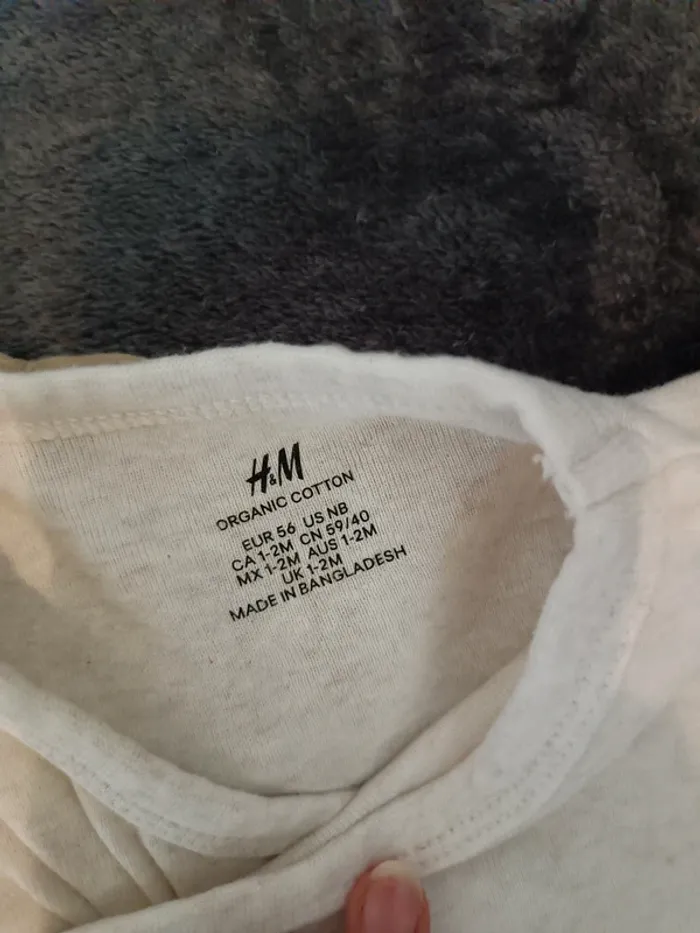 H&M
ORGANIC COTTON
EUR 56 US NB
CA 1-2M CN 59/40
MX 1-2M AUS 1-2M
UK 1-2M
MADE IN BANGLADESH